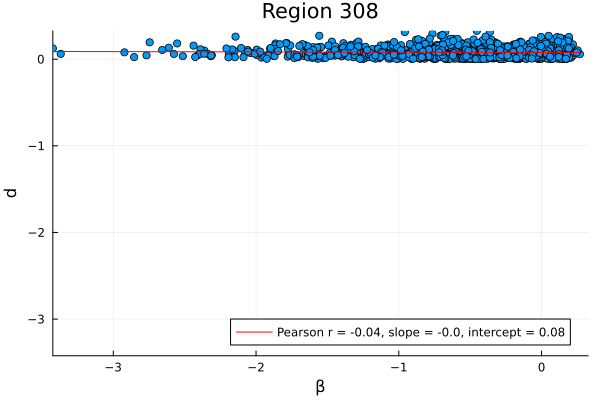 Region 308
d
0
−1
−2
−3
Pearson r = -0.04, slope = -0.0, intercept = 0.08
−3
−2
−1
0
β